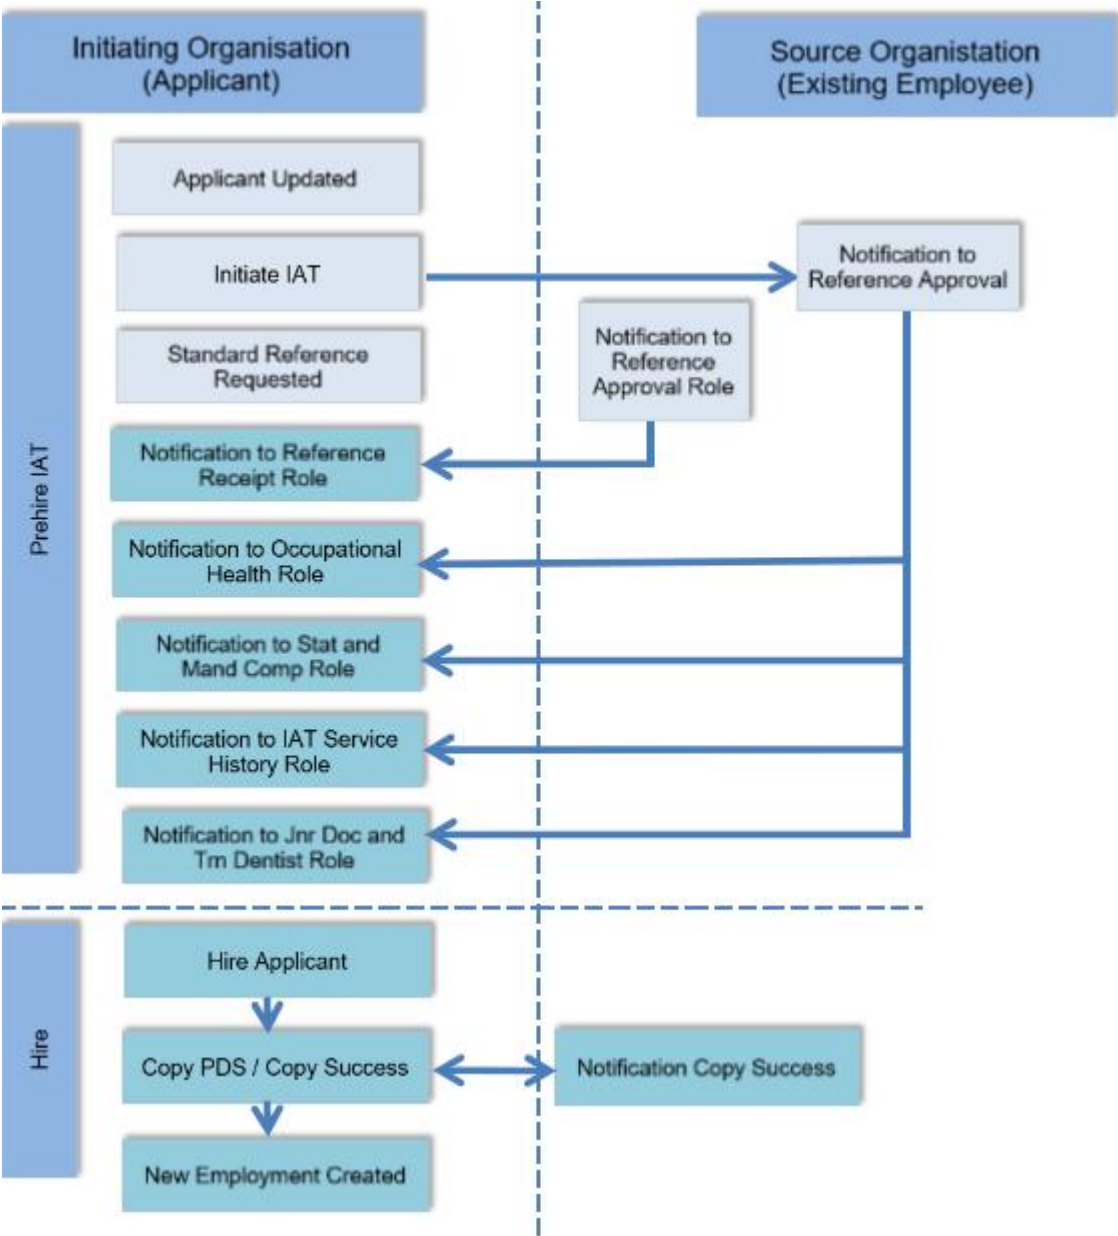 Initiating Organisation
(Applicant)
Source Organistation
(Existing Employee)
Prehire IAT
Applicant Updated
Initiate IAT
Notification to
Reference Approval
Standard Reference
Requested
Notification to
Reference
Approval Role
Notification to Reference
Receipt Role
Notification to Occupational
Health Role
Notification to Stat and
Mand Comp Role
Notification to IAT Service
History Role
Notification to Jnr Doc and
Trn Dentist Role
Hire
Hire Applicant
Copy PDS / Copy Success
Notification Copy Success
New Employment Created